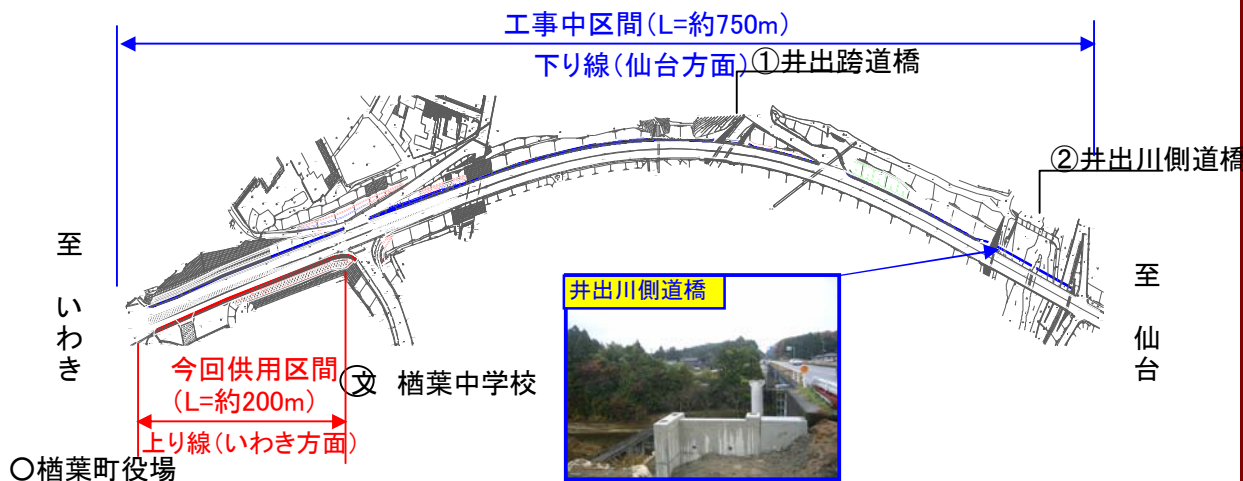 工事中区間(L=約750m)
下り線(仙台方面)
①井出跨道橋
②井出川側道橋
至 いわき
至 仙台
井出川側道橋
今回供用区間
(L=約200m)
文 楢葉中学校
上り線(いわき方面)
○楢葉町役場